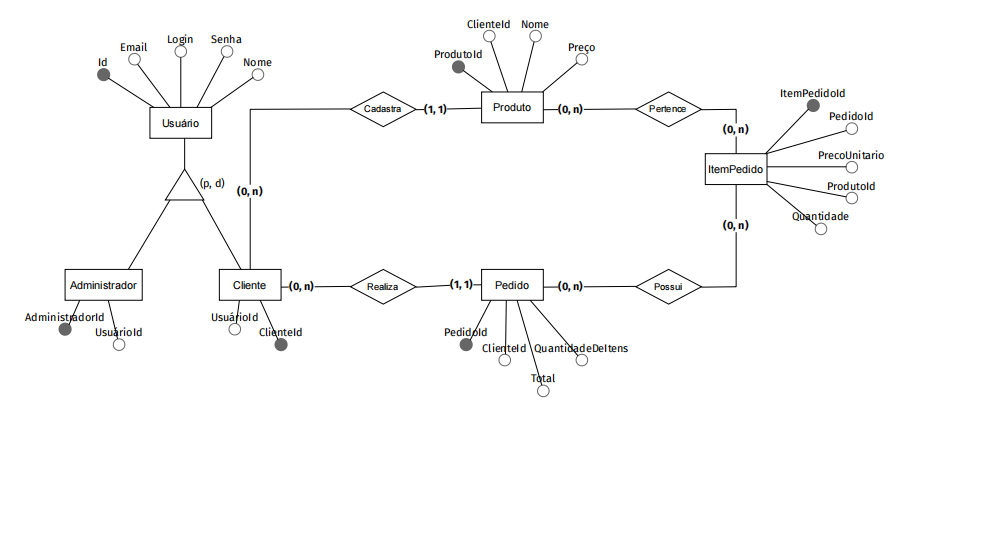 ClienteId
Nome
ProdutoId
Preço
Email
Login
Senha
Id
Nome
Usuário
Cadastra
(1, 1)
Produto
(0, n)
Pertence
(0, n)
ItemPedidoId
PedidoId
PrecoUnitario
ProdutoId
Quantidade
ItemPedido
(p, d)
(0, n)
(0, n)
Administrador
Cliente
(0, n)
Realiza
(1, 1)
Pedido
(0, n)
Possui
AdministradorId
UsuárioId
UsuárioId
ClienteId
PedidoId
ClienteId
QuantidadeDeItens
Total